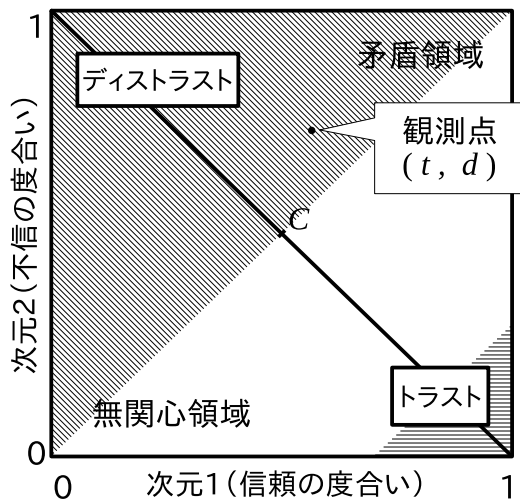 1
矛盾領域
ディストラスト
観測点
(t, d)
C
次元2(不信の度合い)
トラスト
無関心領域
0
0
次元1(信頼の度合い)
1